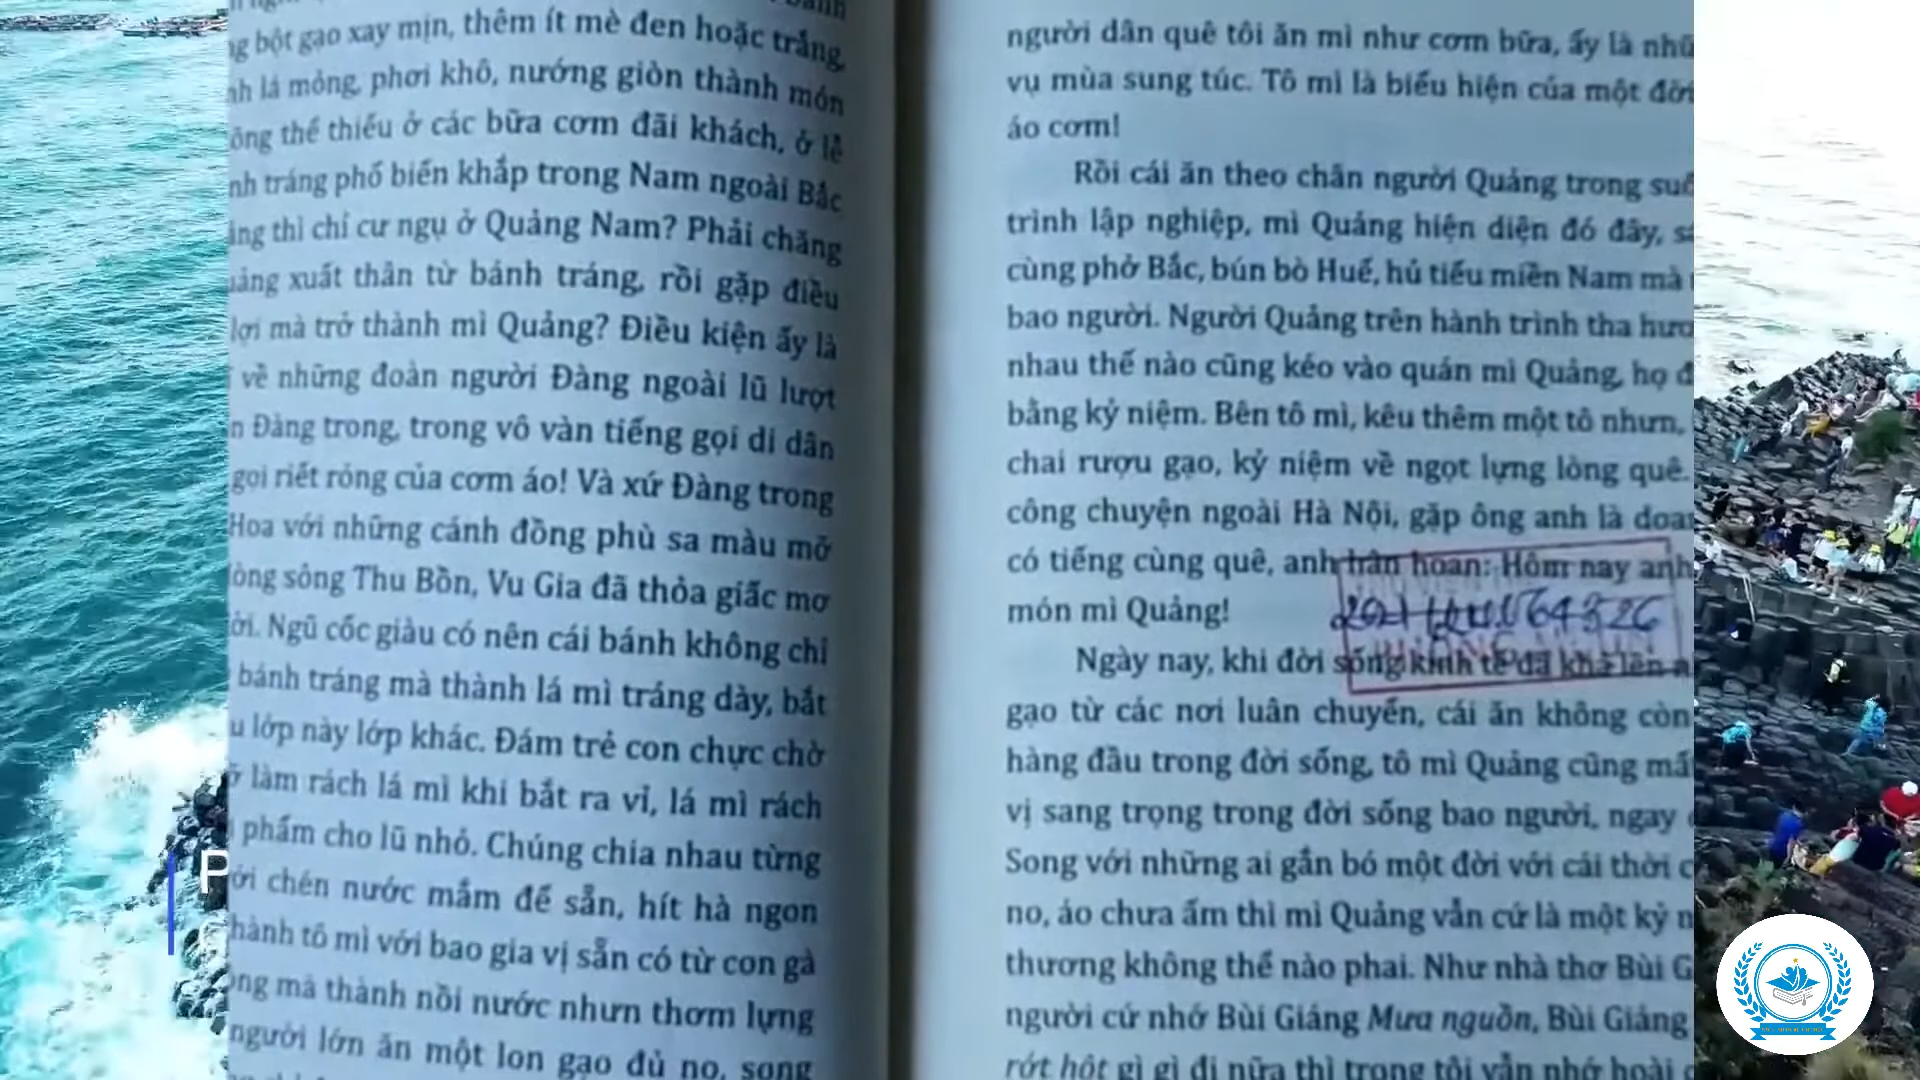 bột gạo xay mịn, thêm ít mè đen hoặc trắng,
lá mỏng, phơi khô, nướng giòn thành món
thể thiếu ở các bữa cơm đãi khách, ở lễ
tráng phổ biến khắp trong Nam ngoài Bắc
thì chỉ cư ngụ ở Quảng Nam? Phải chăng
xuất thân từ bánh tráng, rồi gặp điều
lợi mà trở thành mì Quảng? Điều kiện ấy là
về những đoàn người Đàng ngoài lũ lượt
Đàng trong, trong vô vàn tiếng gọi di dân
gọi riết róng của cơm áo! Và xứ Đàng trong
Hoa với những cánh đồng phù sa màu mỡ
sông Thu Bồn, Vu Gia đã thỏa giấc mơ
Ngũ cốc giàu có nên cái bánh không chỉ
bánh tráng mà thành lá mì tráng dày, bắt
lớp này lớp khác. Đám trẻ con chực chờ
làm rách lá mì khi bắt ra vỉ, lá mì rách
phẩm cho lũ nhỏ. Chúng chia nhau từng
chén nước mắm để sẵn, hít hà ngon
tô mì với bao gia vị sẵn có từ con gà
mà thành nồi nước nhưn thơm lựng
người lớn ăn một lon gạo đủ no, song
người dân quê tôi ăn mì như cơm bữa, ấy là
vụ mùa sung túc. Tô mì là biểu hiện của một đời
áo cơm!
Rồi cái ăn theo chân người Quảng trong
trình lập nghiệp, mì Quảng hiện diện đó đây,
cùng phở Bắc, bún bò Huế, hủ tiếu miền Nam mà
bao người. Người Quảng trên hành trình tha
nhau thế nào cũng kéo vào quán mì Quảng, họ
bằng kỷ niệm. Bên tô mì, kêu thêm một tô nhưn,
chai rượu gạo, kỷ niệm về ngọt lựng lòng quê.
công chuyện ngoài Hà Nội, gặp ông anh là
có tiếng cùng quê, anh hân hoan: Hôm nay anh
món mì Quảng!
Ngày nay, khi đời sống kinh tế đã khá lên
gạo từ các nơi luân chuyển, cái ăn không còn
hàng đầu trong đời sống, tô mì Quảng cũng
vị sang trọng trong đời sống bao người, ngay
Song với những ai gắn bó một đời với cái thời
no, áo chưa ấm thì mì Quảng vẫn cứ là một kỷ
thương không thể nào phai. Như nhà thơ Bùi
người cứ nhớ Bùi Giáng Mưa nguồn, Bùi Giáng
rớt hột gì gì đi nữa thì trong tôi vẫn nhớ hoài